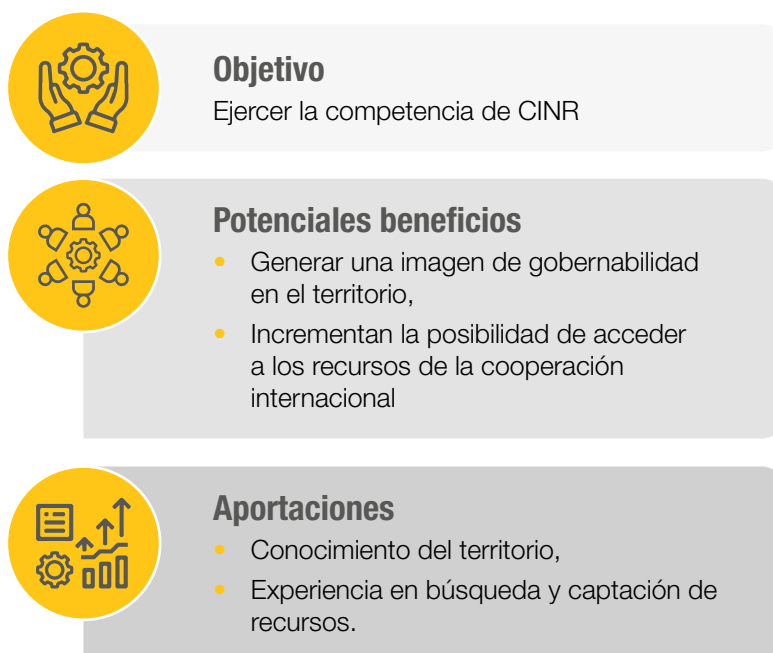 Objetivo
Ejercer la competencia de CINR
Potenciales beneficios
• Generar una imagen de gobernabilidad
en el territorio,
• Incrementan la posibilidad de acceder
a los recursos de la cooperación
internacional
Aportaciones
• Conocimiento del territorio,
• Experiencia en búsqueda y captación de
recursos.